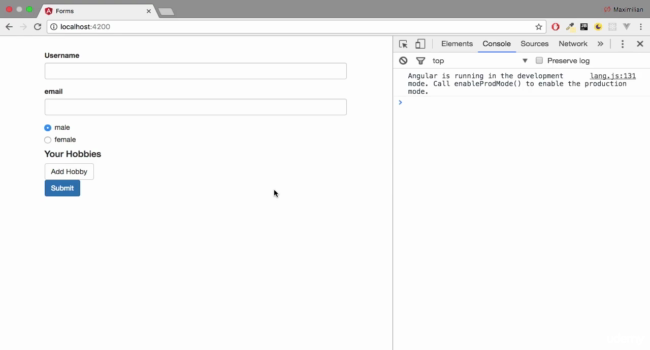 Forms
Maximilian
localhost:4200
Elements Console Sources Network
top
Preserve log
Angular is running in the development
lang.js:131
mode. Call enableProdMode() to enable the production
mode.
Username
email
male
female
Your Hobbies
Add Hobby
Submit